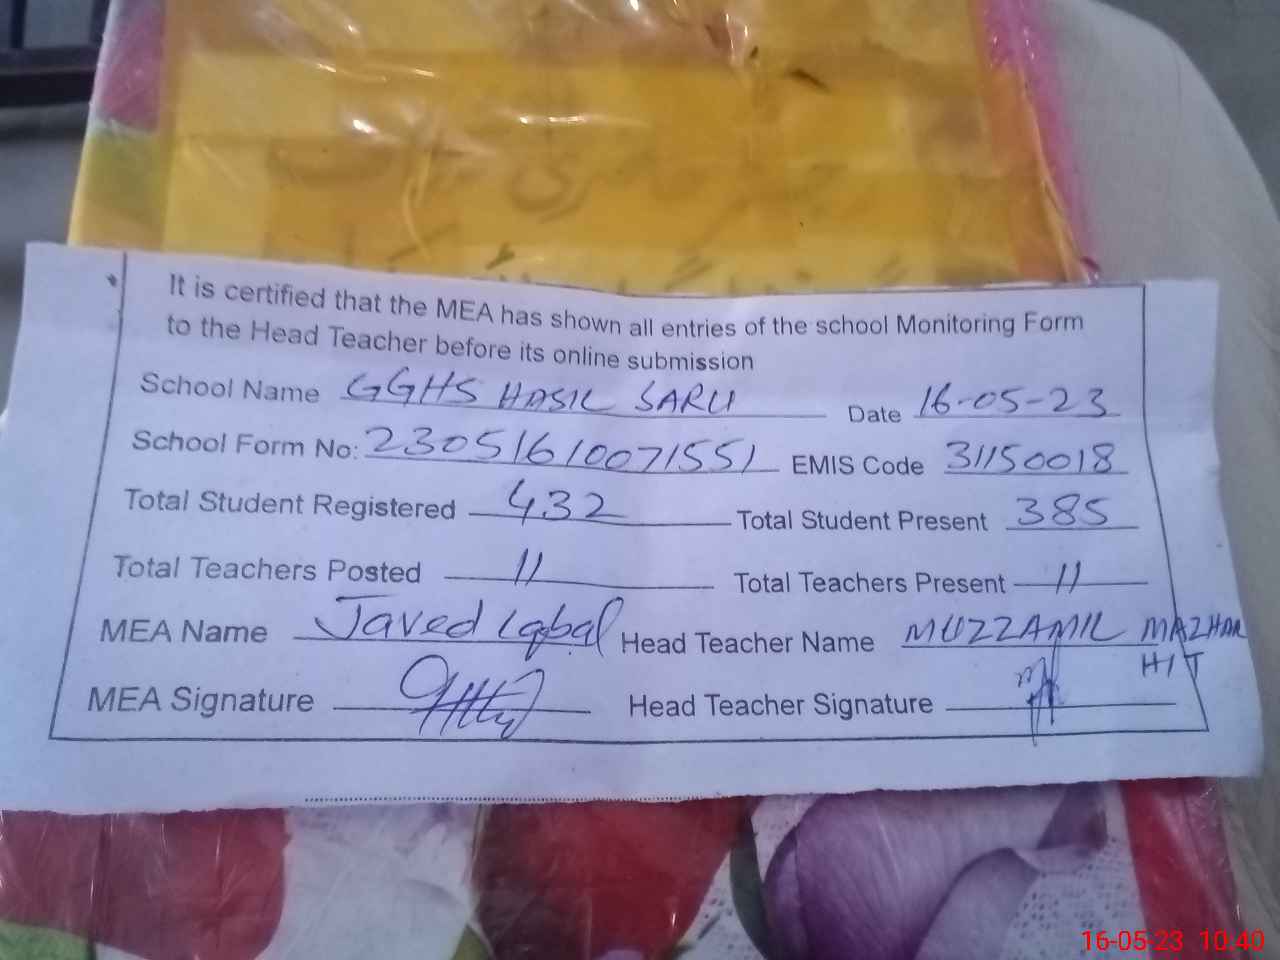 It is certified that the MEA has shown all entries of the school Monitoring Form
to the Head Teacher before its online submission
School Name GGHS HASIL SARU Date 16-05-23
School Form No: 23051610071551 EMIS Code 31150018
Total Student Registered 432 Total Student Present 385
Total Teachers Posted 11 Total Teachers Present 11
MEA Name Javed Iqbal Head Teacher Name MUZZAMIL MAZHAR
H/T
MEA Signature Head Teacher Signature
16-05-23 10:40